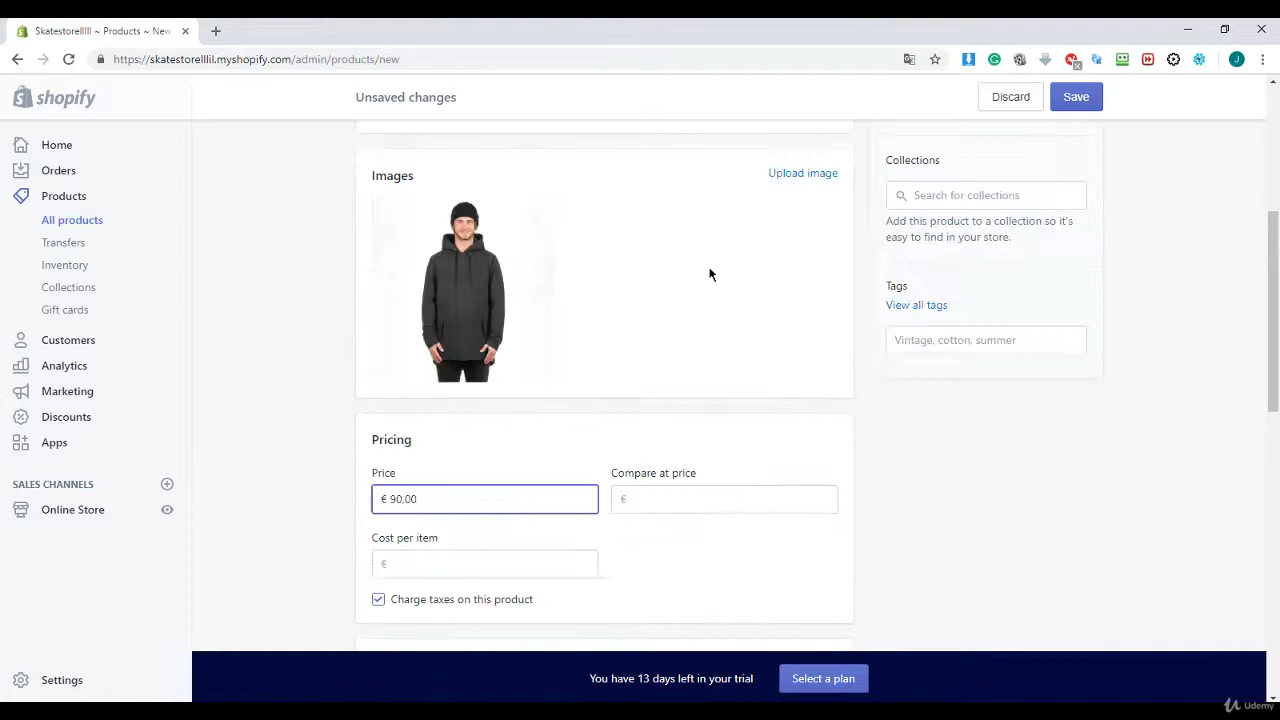 Skatestorelllll ~ Products ~ New
https://skatestorelllil.myshopify.com/admin/products/new
shopify
Unsaved changes
Discard
Save
Home
Orders
Products
All products
Transfers
Inventory
Collections
Gift cards
Customers
Analytics
Marketing
Discounts
Apps
SALES CHANNELS
Online Store
Settings
Images
Upload image
Pricing
Price
Compare at price
€ 90,00
€
Cost per item
€
Charge taxes on this product
Collections
Search for collections
Add this product to a collection so it's
easy to find in your store.
Tags
View all tags
Vintage, cotton, summer
You have 13 days left in your trial
Select a plan
J
Udemy